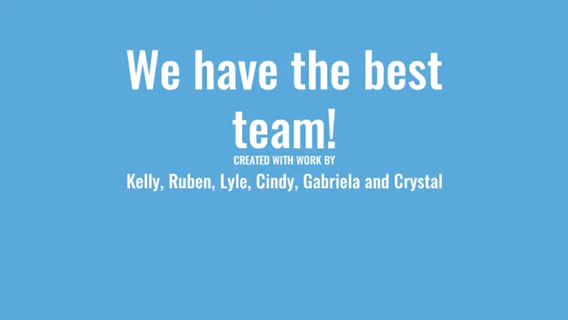 We have the best
team!
CREATED WITH WORK BY
Kelly, Ruben, Lyle, Cindy, Gabriela and Crystal